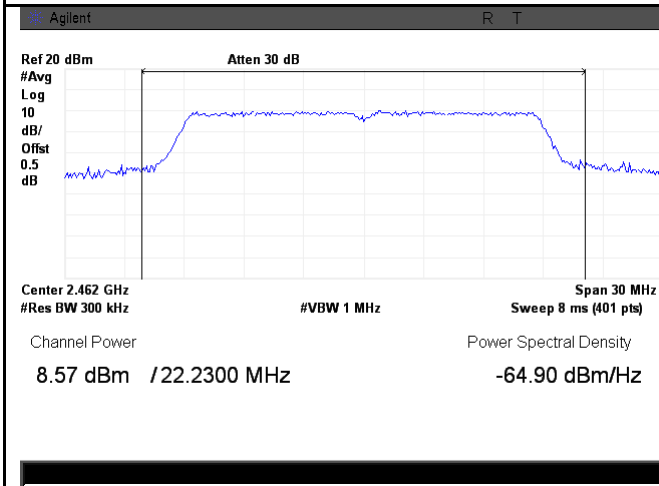 Agilent R T
Ref 20 dBm Atten 30 dB
#Avg
Log
10
dB/
Offst
0.5
dB
Center 2.462 GHz Span 30 MHz
#Res BW 300 kHz #VBW 1 MHz Sweep 8 ms (401 pts)
Channel Power Power Spectral Density
8.57 dBm /22.2300 MHz -64.90 dBm/Hz